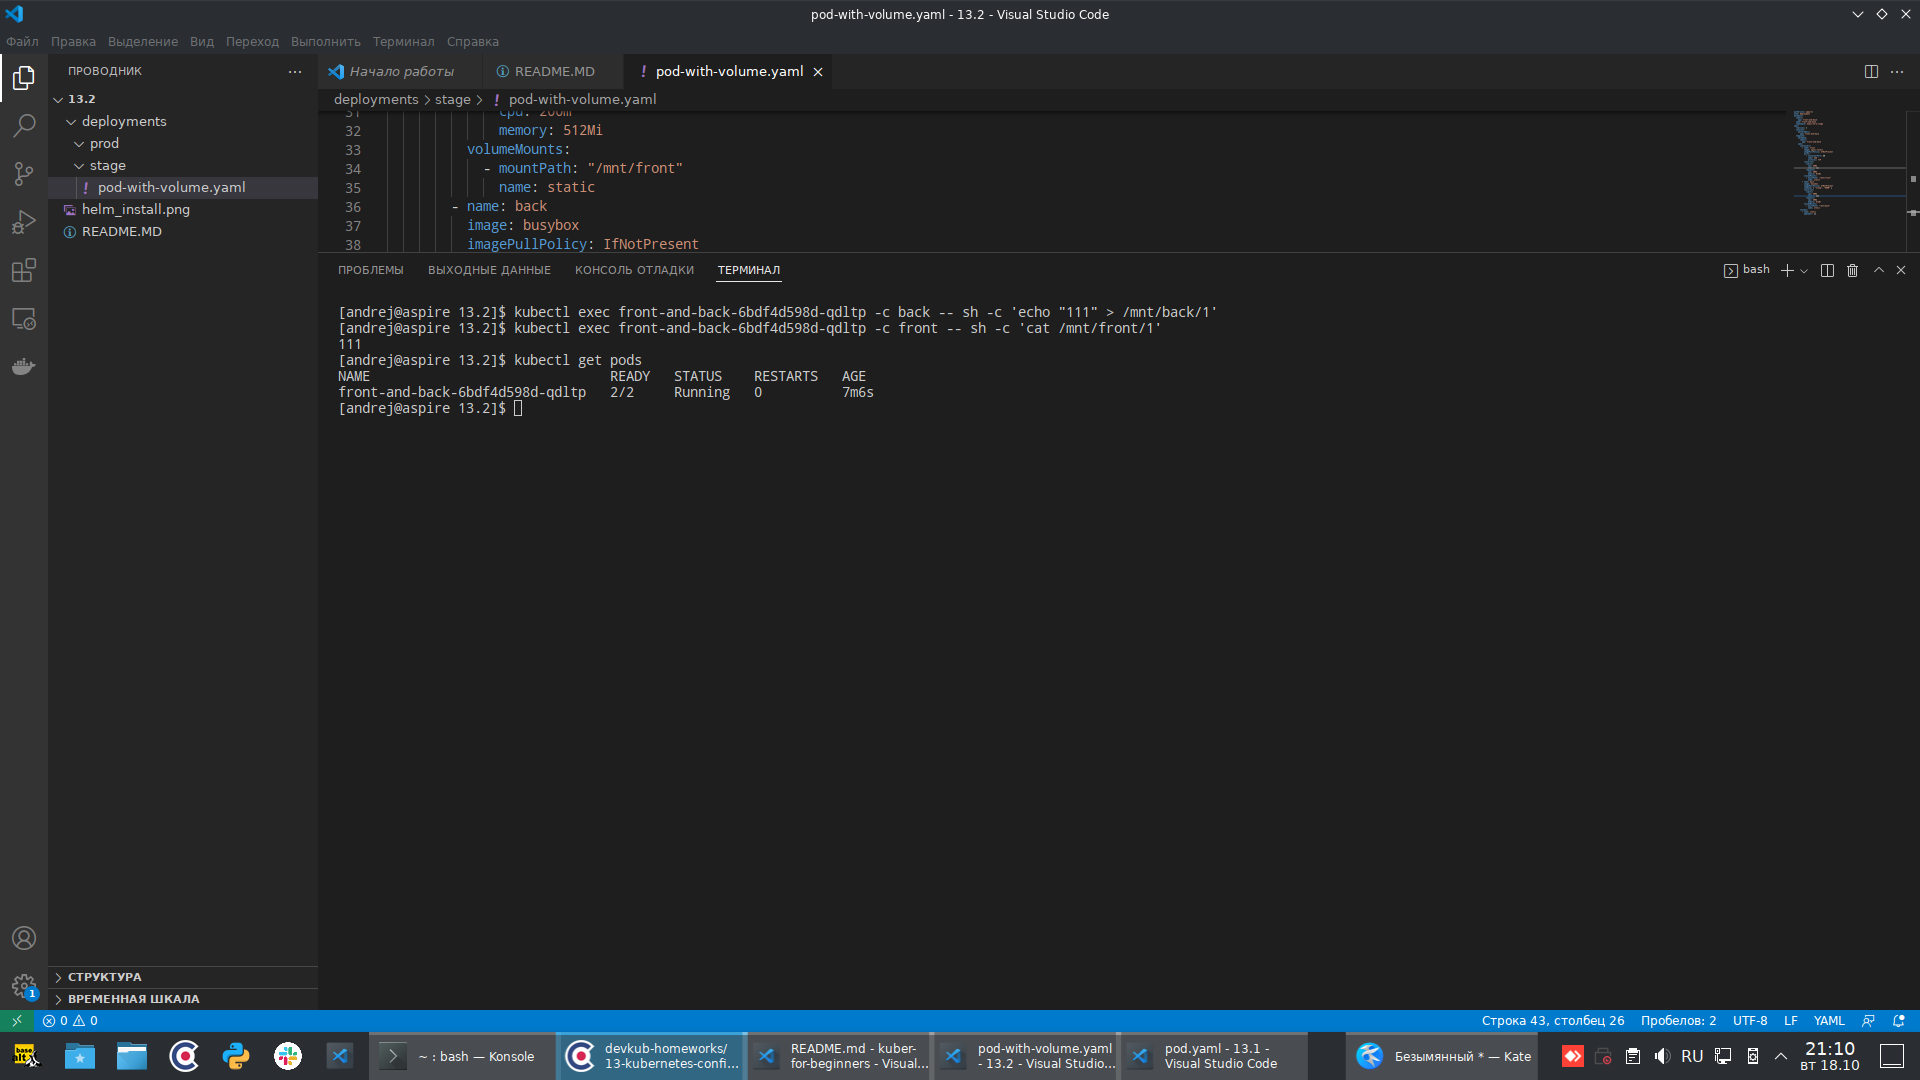 pod-with-volume.yaml - 13.2 - Visual Studio Code
Файл Правка Выделение Вид Переход Выполнить Терминал Справка
ПРОВОДНИК
13.2
deployments
prod
stage
! pod-with-volume.yaml
helm_install.png
README.MD
СТРУКТУРА
ВРЕМЕННАЯ ШКАЛА
Начало работы README.MD ! pod-with-volume.yaml
deployments > stage > ! pod-with-volume.yaml
31 cpu: 200m
32 memory: 512Mi
33 volumeMounts:
34 - mountPath: "/mnt/front"
35 name: static
36 - name: back
37 image: busybox
38 imagePullPolicy: IfNotPresent
ПРОБЛЕМЫ ВЫХОДНЫЕ ДАННЫЕ КОНСОЛЬ ОТЛАДКИ ТЕРМИНАЛ
bash
[andrej@aspire 13.2]$ kubectl exec front-and-back-6bdf4d598d-qdltp -c back -- sh -c 'echo "111" > /mnt/back/1'
[andrej@aspire 13.2]$ kubectl exec front-and-back-6bdf4d598d-qdltp -c front -- sh -c 'cat /mnt/front/1'
111
[andrej@aspire 13.2]$ kubectl get pods
NAME READY STATUS RESTARTS AGE
front-and-back-6bdf4d598d-qdltp 2/2 Running 0 7m6s
[andrej@aspire 13.2]$
1
0 0
Строка 43, столбец 26 Пробелов: 2 UTF-8 LF YAML
base alt
~ : bash — Konsole
devkub-homeworks/
13-kubernetes-confi...
README.md - kuber-
for-beginners - Visual...
pod-with-volume.yaml
- 13.2 - Visual Studio...
pod.yaml - 13.1 -
Visual Studio Code
Безымянный * — Kate
RU
21:10
вт 18.10